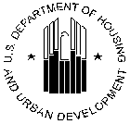 U.S. DEPARTMENT OF HOUSING
AND URBAN DEVELOPMENT